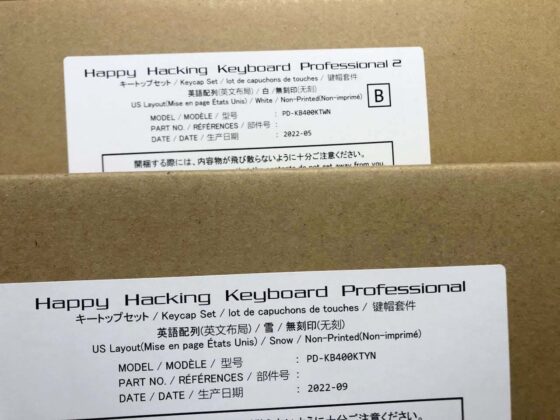 Happy Hacking Keyboard Professional 2
キートップセット / Keycap Set / lot de capuchons de touches / 键帽套件
英語配列(英文布局) / 白 / 無刻印(无刻)
US Layout(Mise en page États Unis) / White / Non-Printed(Non-imprimé)
B
MODEL / MODÈLE / 型号 : PD-KB400KTWN
PART NO. / RÉFÉRENCES / 部件号 :
DATE / DATE / 生产日期 : 2022-05
開梱する際には、内容物が飛び散らないように十分ご注意ください。
Happy Hacking Keyboard Professional
キートップセット / Keycap Set / lot de capuchons de touches / 键帽套件
英語配列(英文布局) / 雪 / 無刻印(无刻)
US Layout(Mise en page États Unis) / Snow / Non-Printed(Non-imprimé)
MODEL / MODÈLE / 型号 : PD-KB400KTYN
PART NO. / RÉFÉRENCES / 部件号 :
DATE / DATE / 生产日期 : 2022-09